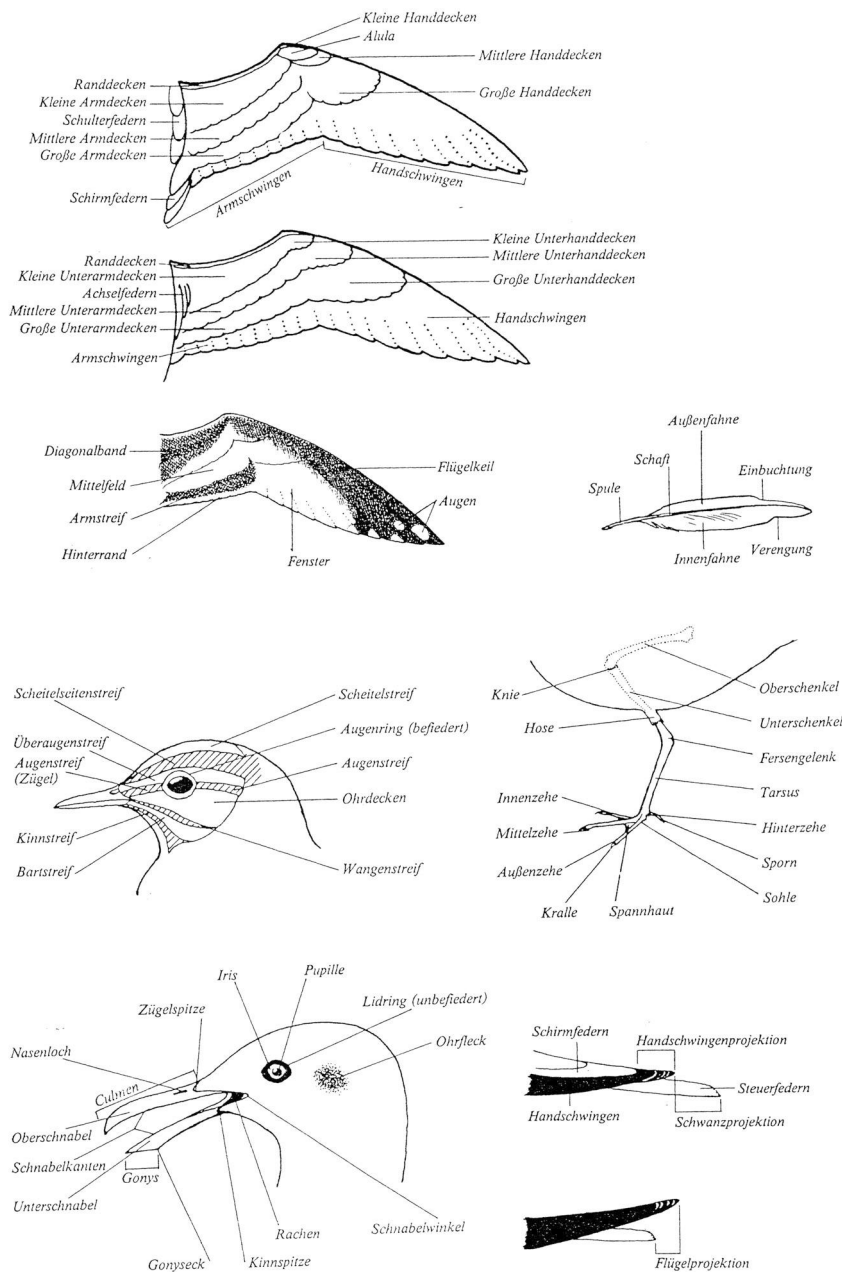 Kleine Handdecken
Alula
Mittlere Handdecken
Randdecken
Kleine Armdecken
Große Handdecken
Schulterfedern
Mittlere Armdecken
Große Armdecken
Schirmfedern
Armschwingen
Handschwingen
Kleine Unterhanddecken
Mittlere Unterhanddecken
Randdecken
Kleine Unterarmdecken
Große Unterhanddecken
Achselfedern
Mittlere Unterarmdecken
Handschwingen
Große Unterarmdecken
Armschwingen
Diagonalband
Mittelfeld
Armstreif
Hinterrand
Flügelkeil
Augen
Fenster
Außenfahne
Schaft
Einbuchtung
Spule
Innenfahne
Verengung
Scheitelseitenstreif
Scheitelstreif
Überaugenstreif
Augenring (befiedert)
Augenstreif
(Zügel)
Augenstreif
Ohrdecken
Kinnstreif
Bartstreif
Wangenstreif
Knie
Oberschenkel
Hose
Unterschenkel
Fersengelenk
Tarsus
Innenzehe
Mittelzehe
Hinterzehe
Außenzehe
Sporn
Sohle
Kralle
Spannhaut
Iris
Pupille
Zügelspitze
Lidring (unbefiedert)
Nasenloch
Ohrfleck
Culmen
Oberschnabel
Schnabelkanten
Gonys
Unterschnabel
Schnabelwinkel
Rachen
Gonyseck
Kinnspitze
Schirmfedern
Handschwingenprojektion
Steuerfedern
Handschwingen
Schwanzprojektion
Flügelprojektion